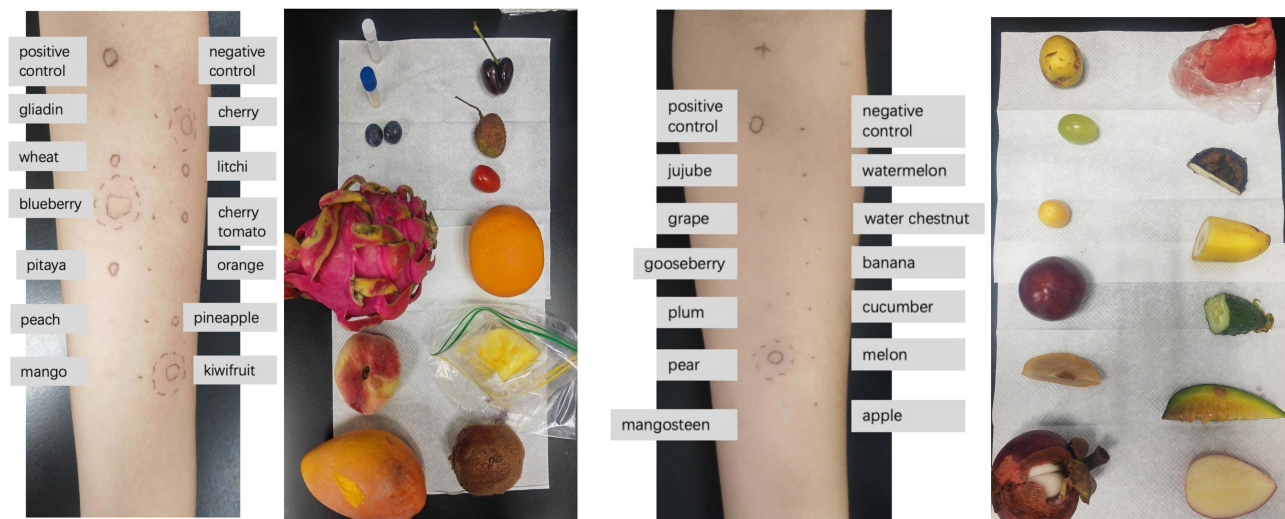 positive
control
gliadin
wheat
blueberry
pitaya
peach
mango
negative
control
cherry
litchi
cherry
tomato
orange
pineapple
kiwifruit
positive
control
jujube
grape
gooseberry
plum
pear
mangosteen
negative
control
watermelon
water chestnut
banana
cucumber
melon
apple